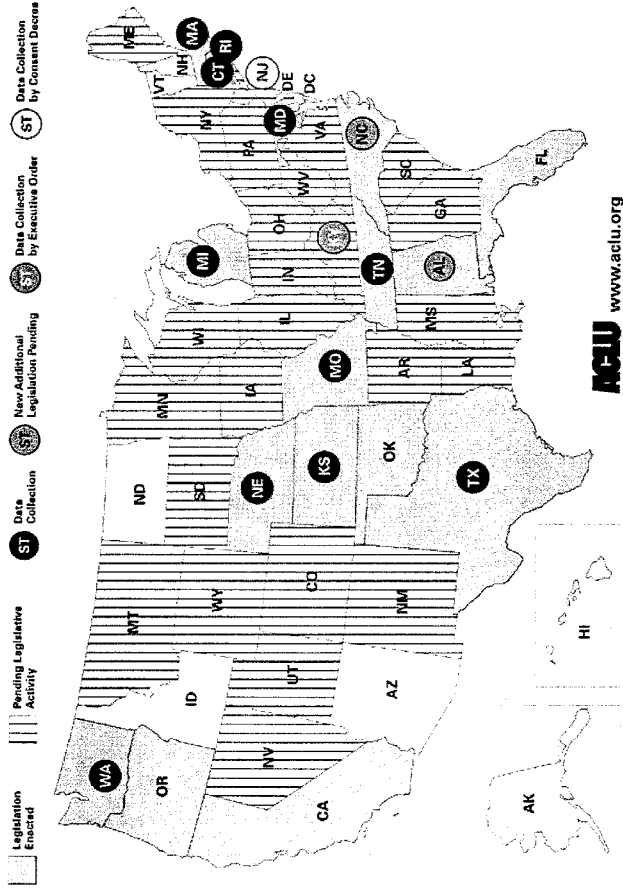 Legislation
Enacted
Pending Legislative
Activity
ST
Data
Collection
ST
New Additional
Legislation Pending
ST
Data Collection
by Executive Order
ST
Data Collection
by Consent Decree
WA
OR
CA
NV
ID
MT
WY
UT
AZ
CO
NM
ND
SD
NE
KS
OK
TX
MN
IA
MO
AR
LA
WI
IL
MS
MI
IN
OH
TN
AL
GA
FL
SC
NC
WV
VA
PA
NY
MD
DC
DE
NJ
CT
RI
MA
VT
NH
ME
AK
HI
ACLU www.aclu.org